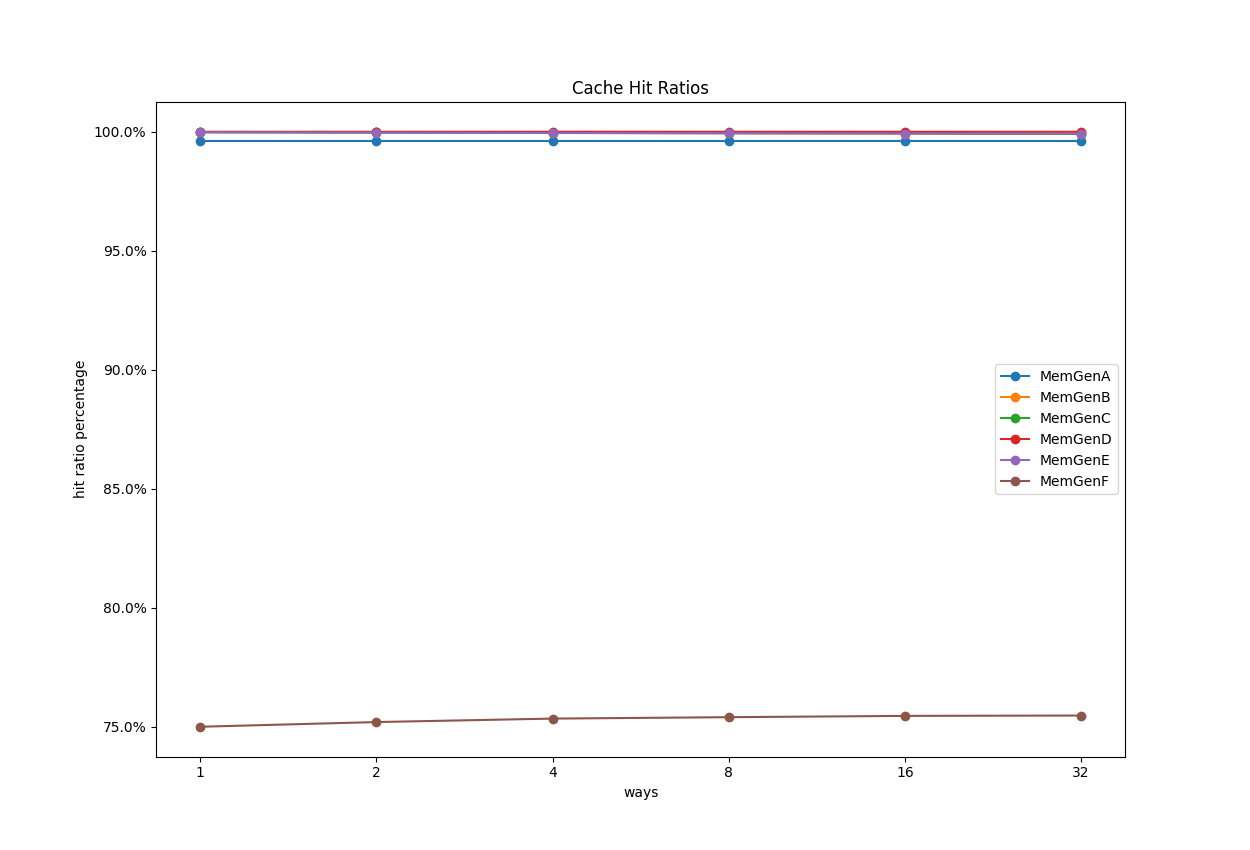 Cache Hit Ratios
100.0%
95.0%
90.0%
85.0%
80.0%
75.0%
hit ratio percentage
MemGenA
MemGenB
MemGenC
MemGenD
MemGenE
MemGenF
1 2 4 8 16 32
ways